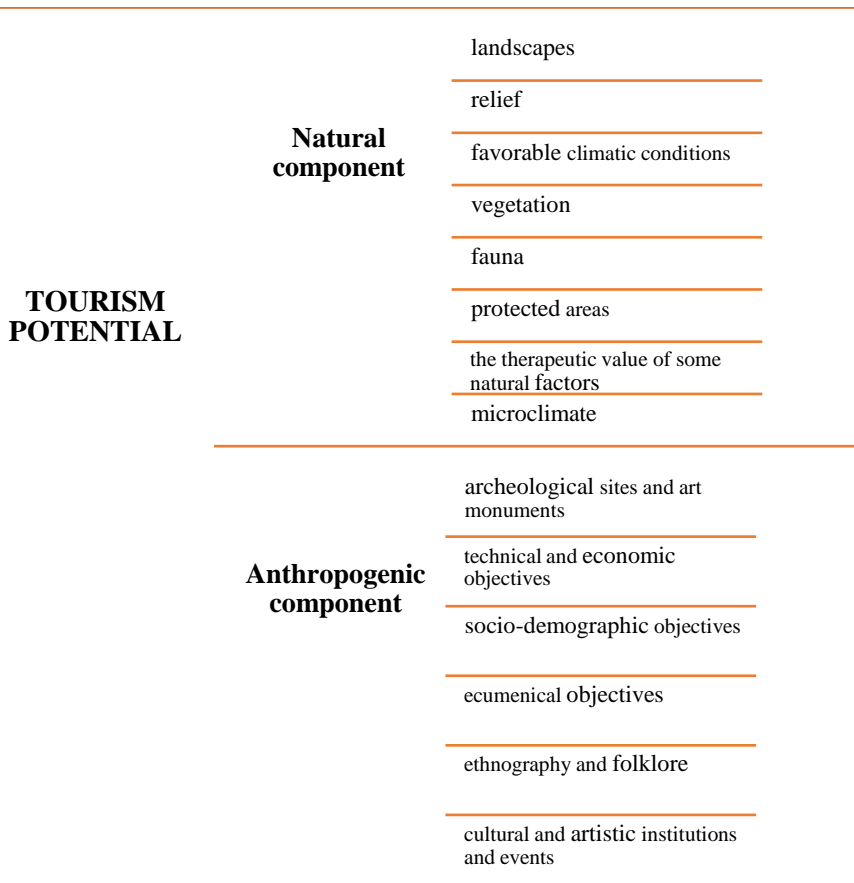 TOURISM
POTENTIAL
Natural
component
landscapes
relief
favorable climatic conditions
vegetation
fauna
protected areas
the therapeutic value of some
natural factors
microclimate
Anthropogenic
component
archeological sites and art
monuments
technical and economic
objectives
socio-demographic objectives
ecumenical objectives
ethnography and folklore
cultural and artistic institutions
and events